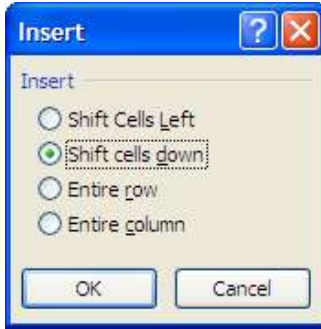 Insert
Insert
Shift Cells Left
Shift cells down
Entire row
Entire column
OK Cancel